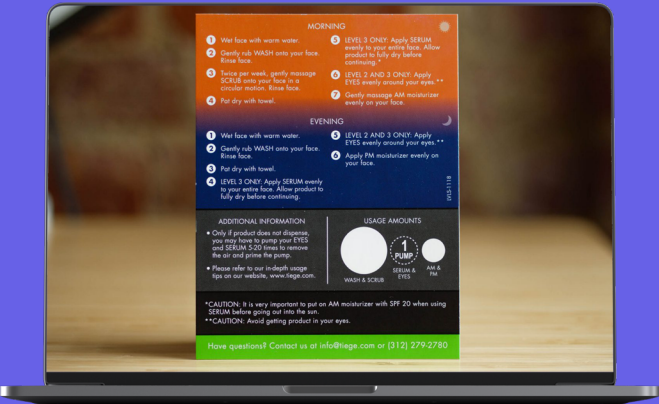 MORNING
1 Wet face with warm water.
2 Gently rub WASH onto your face.
Rinse face.
3 Twice per week, gently massage
SCRUB onto your face in a
circular motion. Rinse face.
4 Pat dry with towel.
5 LEVEL 3 ONLY: Apply SERUM
evenly to your entire face. Allow
product to fully dry before
continuing.*
6 LEVEL 2 AND 3 ONLY: Apply
EYES evenly around your eyes.**
7 Gently massage AM moisturizer
evenly on your face.
EVENING
1 Wet face with warm water.
2 Gently rub WASH onto your face.
Rinse face.
3 Pat dry with towel.
4 LEVEL 3 ONLY: Apply SERUM evenly
to your entire face. Allow product to
fully dry before continuing.
5 LEVEL 2 AND 3 ONLY: Apply
EYES evenly around your eyes.**
6 Apply PM moisturizer evenly on
your face.
LVLS-1118
ADDITIONAL INFORMATION
• Only if product does not dispense,
you may have to pump your EYES
and SERUM 5-20 times to remove
the air and prime the pump.
• Please refer to our in-depth usage
tips on our website, www.tiege.com.
USAGE AMOUNTS
WASH & SCRUB
1
PUMP
SERUM &
EYES
AM &
PM
*CAUTION: It is very important to put on AM moisturizer with SPF 20 when using
SERUM before going out into the sun.
**CAUTION: Avoid getting product in your eyes.
Have questions? Contact us at info@tiege.com or (312) 279-2780